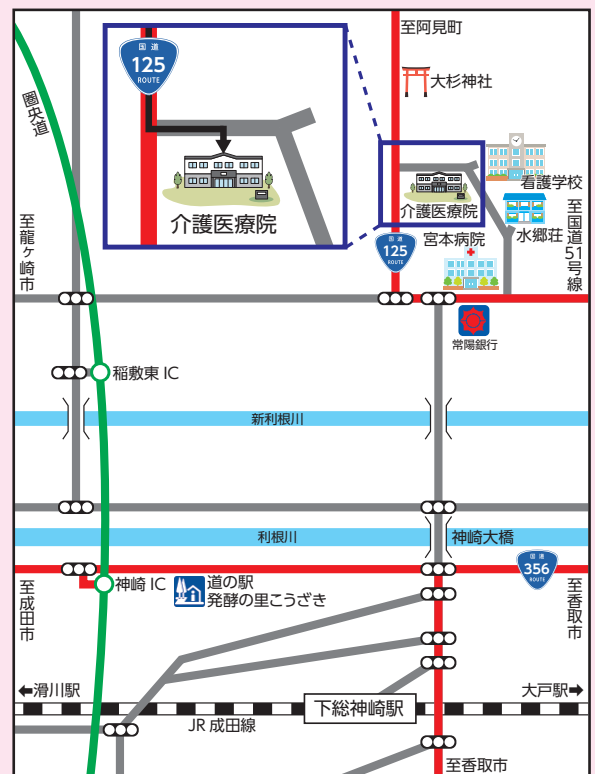 国道
125
ROUTE
介護医療院
至阿見町
大杉神社
圏央道
看護学校
介護医療院
水郷荘
至国道51号線
至龍ヶ崎市
国道
125
ROUTE
宮本病院
常陽銀行
稲敷東 IC
新利根川
利根川
神崎大橋
国道
356
ROUTE
神崎 IC
道の駅
発酵の里こうざき
至成田市
至香取市
←滑川駅
大戸駅→
下総神崎駅
JR 成田線
至香取市